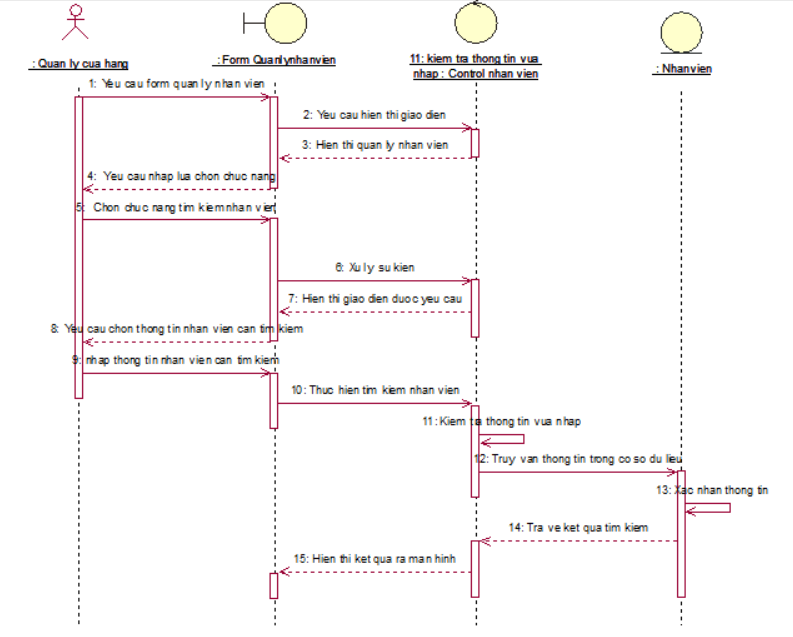 : Quan ly cua hang
: Form Quanlynhanvien
11: kiem tra thong tin vua
nhap : Control nhan vien
: Nhanvien
1: Yeu cau form quan ly nhan vien
2: Yeu cau hien thi giao dien
3: Hien thi quan ly nhan vien
4: Yeu cau nhap lua chon chuc nang
5: Chon chuc nang tim kiem nhan vien
6: Xu ly su kien
7: Hien thi giao dien duoc yeu cau
8: Yeu cau chon thong tin nhan vien can tim kiem
9: nhap thong tin nhan vien can tim kiem
10: Thuc hien tim kiem nhan vien
11: Kiem tra thong tin vua nhap
12: Truy van thong tin trong co so du lieu
13: Xac nhan thong tin
14: Tra ve ket qua tim kiem
15: Hien thi ket qua ra man hinh